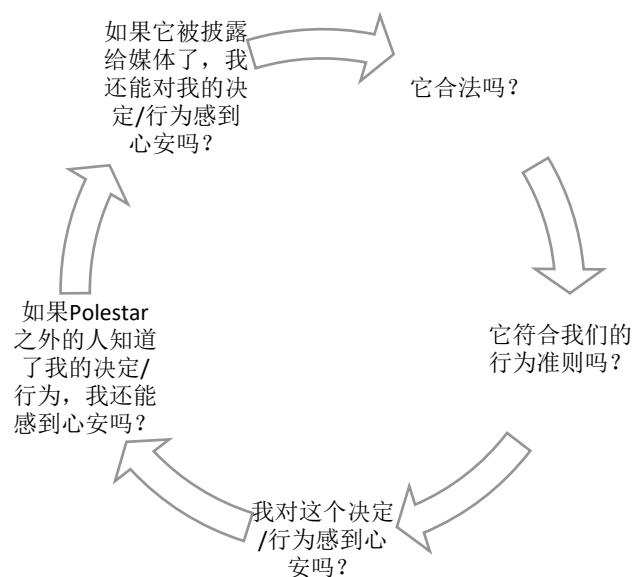 如果它被披露
给媒体了，我
还能对我的决
定/行为感到
心安吗？
它合法吗？
它符合我们的
行为准则吗？
我对这个决定
/行为感到心
安吗？
如果Polestar
之外的人知道
了我的决定/
行为，我还能
感到心安吗？